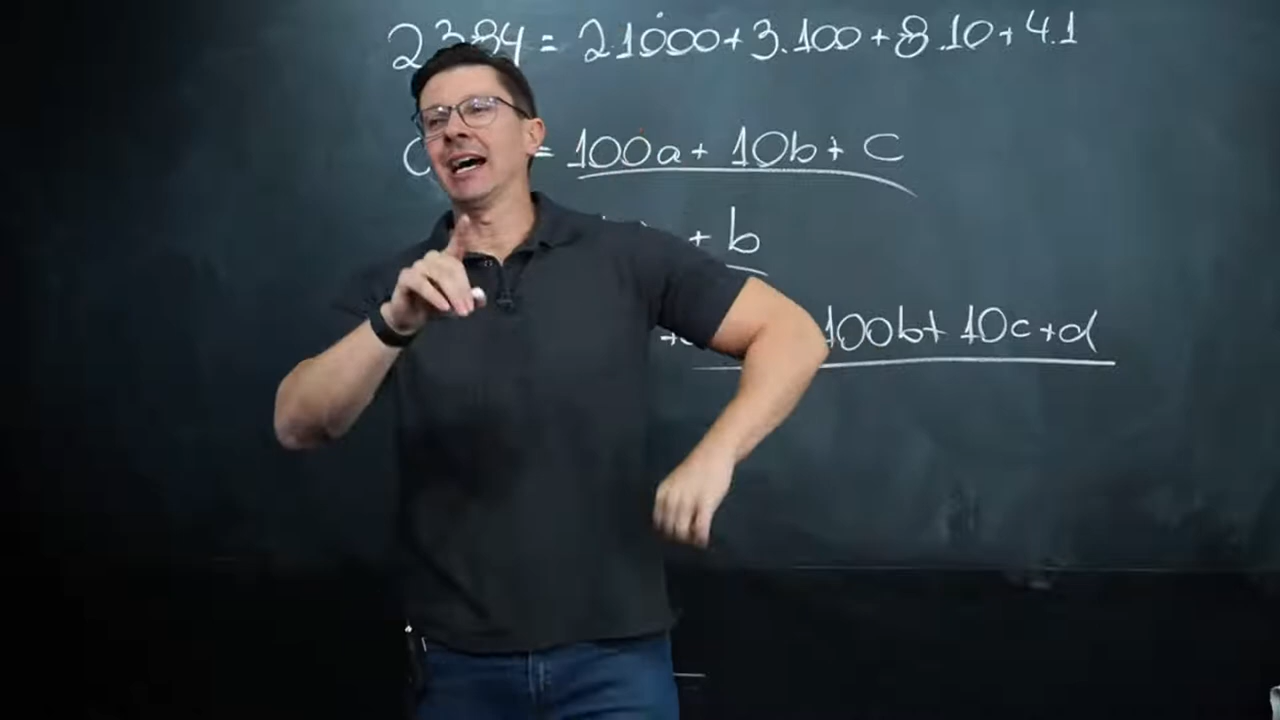 2384 = 2.1000 + 3.100 + 8.10 + 4.1
= 100a + 10b + c
+ b
100b + 10c + d